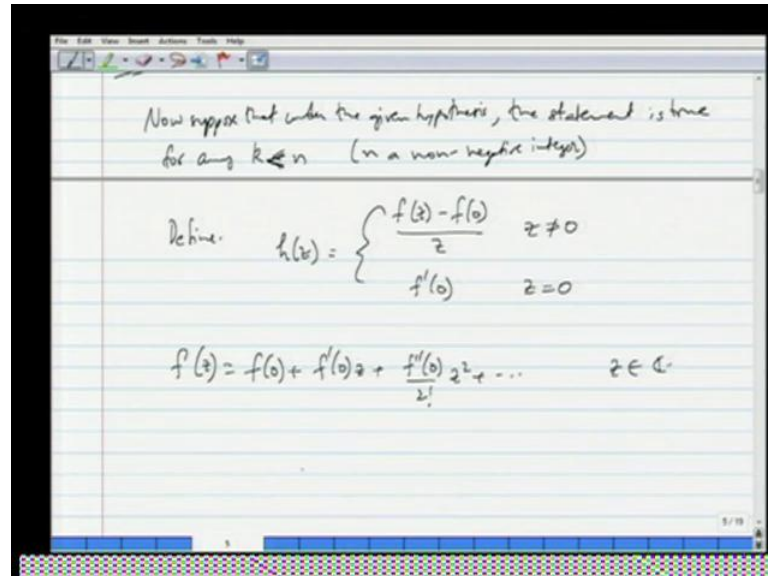 File Edit View Insert Actions Tools Help
Now suppose that under the given hypothesis, the statement is true
for any k < n (n a non-negative integer)
Define. h(z) = { (f(z) - f(0))/z z ≠ 0
f'(0) z = 0
f(z) = f(0) + f'(0)z + f''(0)/2! z² + ... z ∈ ℂ.
5/19
5